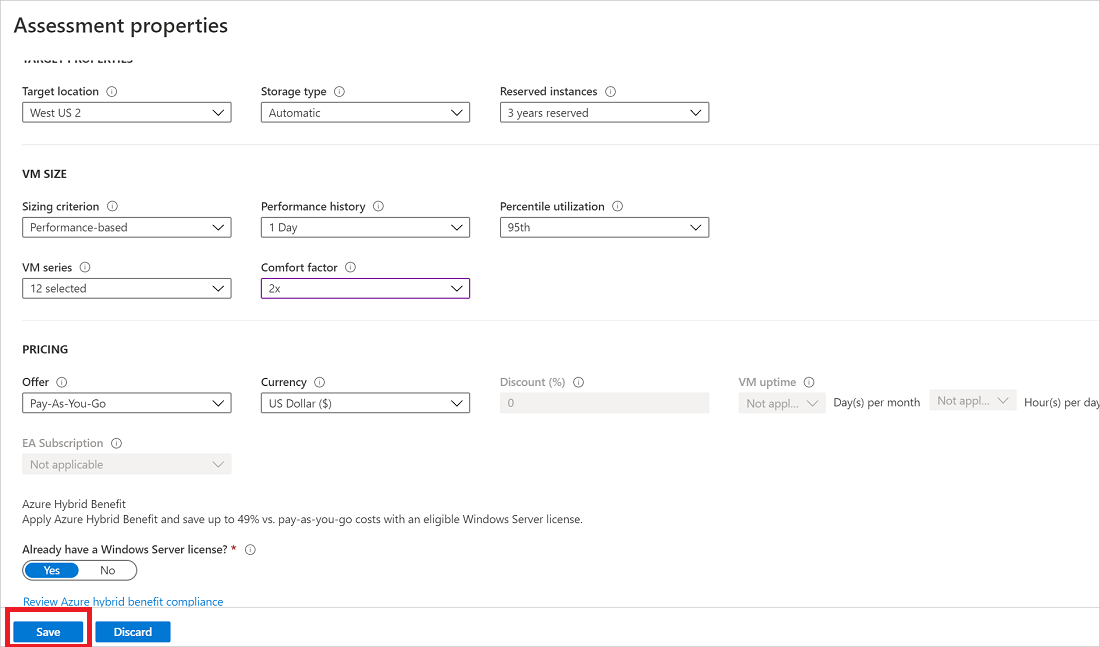 Assessment properties
TARGET PROPERTIES
Target location
Storage type
Reserved instances
West US 2
Automatic
3 years reserved
VM SIZE
Sizing criterion
Performance history
Percentile utilization
Performance-based
1 Day
95th
VM series
Comfort factor
12 selected
2x
PRICING
Offer
Currency
Discount (%)
VM uptime
Pay-As-You-Go
US Dollar ($)
0
Not appl...
Day(s) per month
Not appl...
Hour(s) per day
EA Subscription
Not applicable
Azure Hybrid Benefit
Apply Azure Hybrid Benefit and save up to 49% vs. pay-as-you-go costs with an eligible Windows Server license.
Already have a Windows Server license? *
Yes
No
Review Azure hybrid benefit compliance
Save
Discard